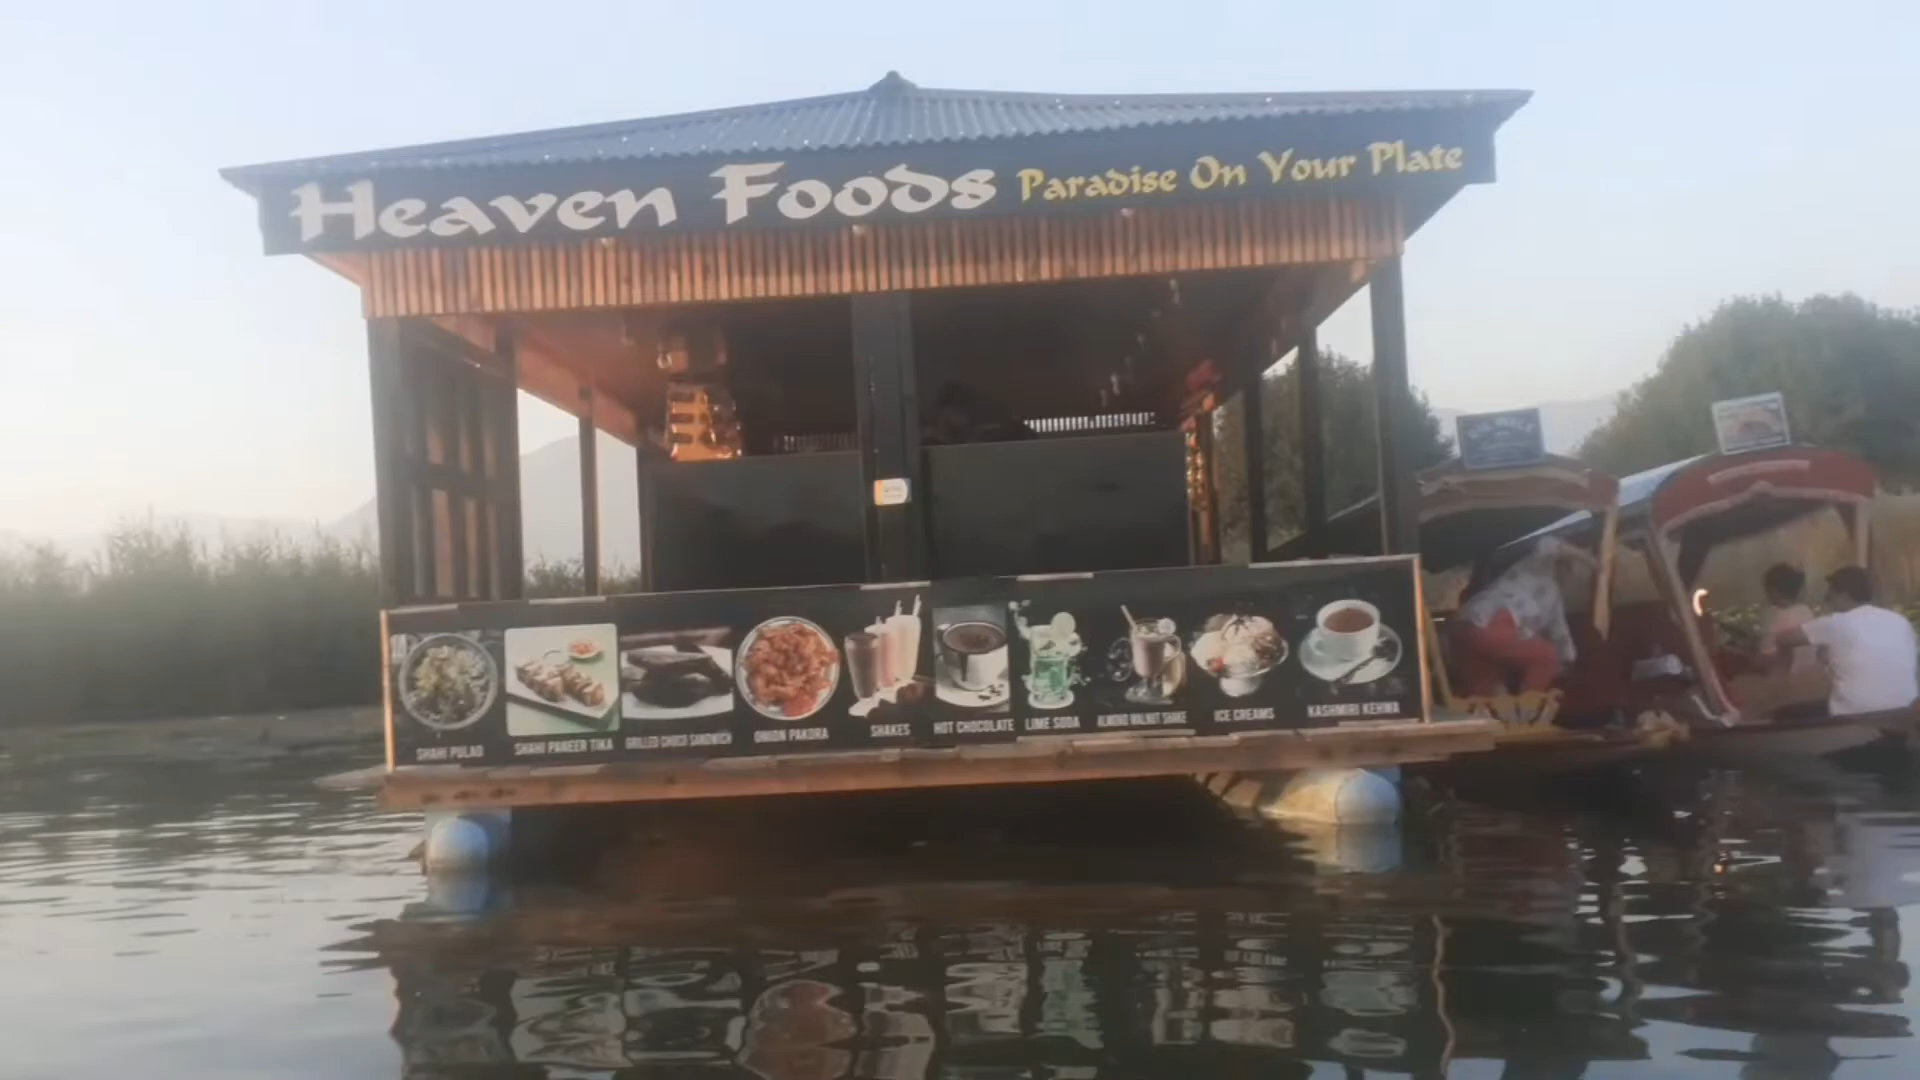 Heaven Foods Paradise On Your Plate
SHAHI PULAO
SHAHI PANEER TIKA
GRILLED CHOCO SANDWICH
ONION PAKORA
SHAKES
HOT CHOCOLATE
LIME SODA
ALMOND WALNUT SHAKE
ICE CREAMS
KASHMIRI KEHWA